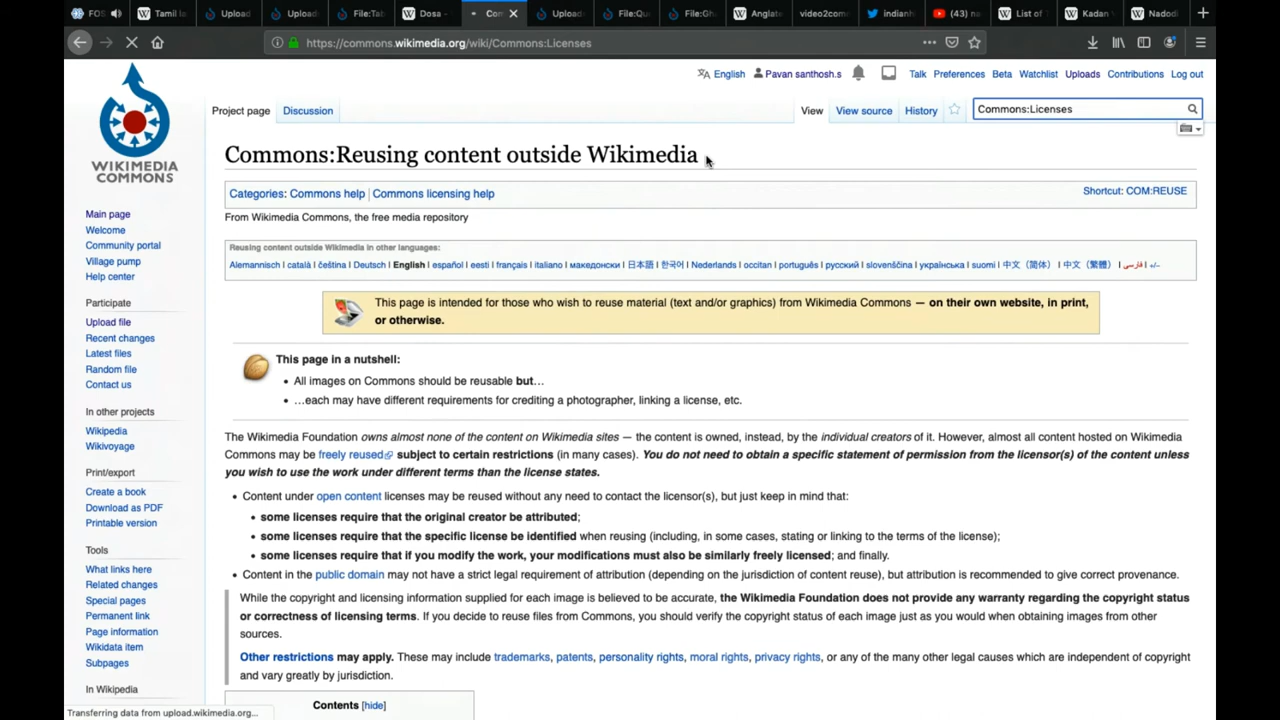 FOS
Tamil la
Upload
Upload
File:Tab
Dosa -
Con
Upload
File:Qu
File:Gh
Anglate
video2comm
indianhi
(43) na
List of T
Kadan V
Nadodi
https://commons.wikimedia.org/wiki/Commons:Licenses
English Pavan santhosh.s Talk Preferences Beta Watchlist Uploads Contributions Log out
Project page Discussion View View source History Commons:Licenses
WIKIMEDIA
COMMONS
Main page
Welcome
Community portal
Village pump
Help center
Participate
Upload file
Recent changes
Latest files
Random file
Contact us
In other projects
Wikipedia
Wikivoyage
Print/export
Create a book
Download as PDF
Printable version
Tools
What links here
Related changes
Special pages
Permanent link
Page information
Wikidata item
Subpages
In Wikipedia
Commons:Reusing content outside Wikimedia
Categories: Commons help | Commons licensing help
Shortcut: COM:REUSE
From Wikimedia Commons, the free media repository
Reusing content outside Wikimedia in other languages:
Alemannisch | català | čeština | Deutsch | English | español | eesti | français | italiano | македонски | 日本語 | 한국어 | Nederlands | occitan | português | русский | slovenščina | українська | suomi | 中文（简体） | 中文（繁體） | فارسی | +/−
This page is intended for those who wish to reuse material (text and/or graphics) from Wikimedia Commons — on their own website, in print,
or otherwise.
This page in a nutshell:
• All images on Commons should be reusable but…
• …each may have different requirements for crediting a photographer, linking a license, etc.
The Wikimedia Foundation owns almost none of the content on Wikimedia sites — the content is owned, instead, by the individual creators of it. However, almost all content hosted on Wikimedia
Commons may be freely reused subject to certain restrictions (in many cases). You do not need to obtain a specific statement of permission from the licensor(s) of the content unless
you wish to use the work under different terms than the license states.
• Content under open content licenses may be reused without any need to contact the licensor(s), but just keep in mind that:
• some licenses require that the original creator be attributed;
• some licenses require that the specific license be identified when reusing (including, in some cases, stating or linking to the terms of the license);
• some licenses require that if you modify the work, your modifications must also be similarly freely licensed; and finally.
• Content in the public domain may not have a strict legal requirement of attribution (depending on the jurisdiction of content reuse), but attribution is recommended to give correct provenance.
While the copyright and licensing information supplied for each image is believed to be accurate, the Wikimedia Foundation does not provide any warranty regarding the copyright status
or correctness of licensing terms. If you decide to reuse files from Commons, you should verify the copyright status of each image just as you would when obtaining images from other
sources.
Other restrictions may apply. These may include trademarks, patents, personality rights, moral rights, privacy rights, or any of the many other legal causes which are independent of copyright
and vary greatly by jurisdiction.
Contents [hide]
Transferring data from upload.wikimedia.org…